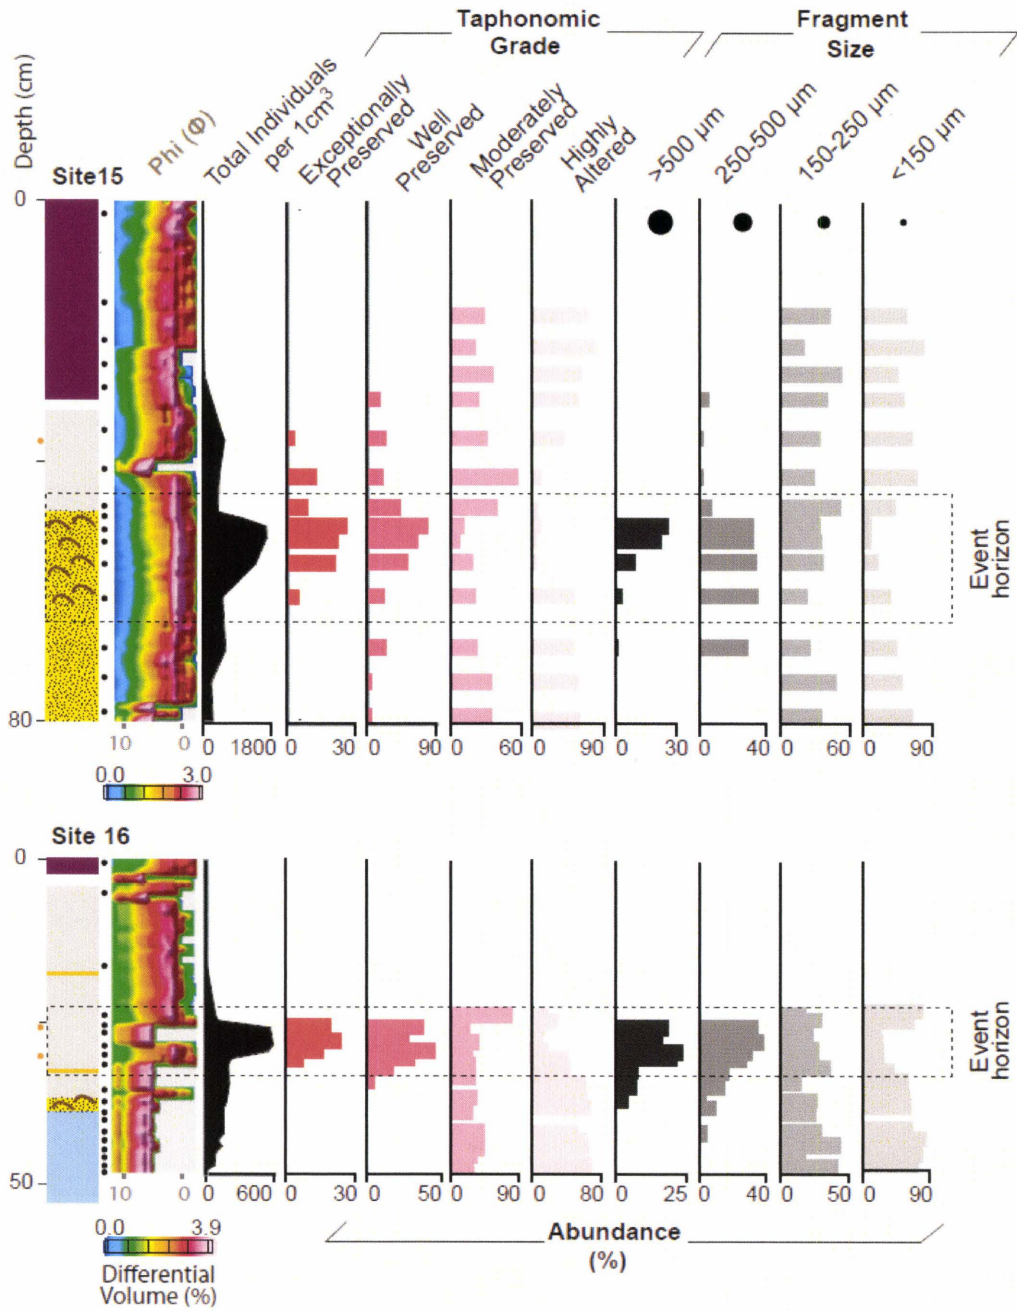 Taphonomic Grade
Fragment Size
Depth (cm)
Phi (Φ)
Total Individuals per 1cm³
Exceptionally Preserved
Well Preserved
Moderately Preserved
Highly Altered
>500 µm
250-500 µm
150-250 µm
<150 µm
Site15
0
80
Event horizon
10 0
0 1800
0 30
0 90
0 60
0 90
0 30
0 40
0 60
0 90
0.0 3.0
Site 16
0
50
Event horizon
10 0
0 600
0 30
0 50
0 90
0 80
0 25
0 40
0 50
0 90
0.0 3.9
Differential
Volume (%)
Abundance
(%)